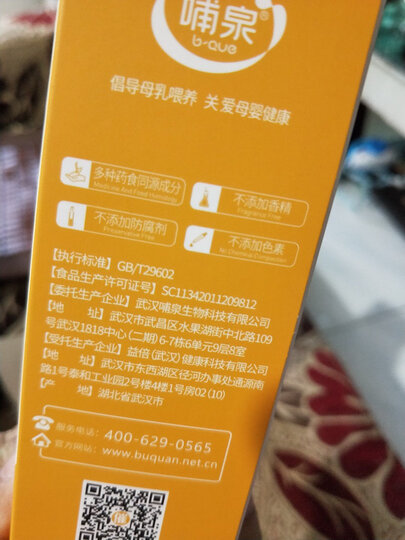 哺泉®
b-que
倡导母乳喂养 关爱母婴健康
多种药食同源成分
Medicine And Food Homology
不添加香精
Fragrance Free
不添加防腐剂
Preservative Free
不添加色素
No Chemical Composition
【执行标准】GB/T29602
【食品生产许可证号】SC11342011209812
【委托生产企业】武汉哺泉生物科技有限公司
【地 址】武汉市武昌区水果湖街中北路109
号武汉1818中心(二期) 6-7栋6单元9层8室
【受托生产企业】益倍(武汉)健康科技有限公司
【地 址】武汉市东西湖区径河办事处通源南
路1号泰和工业园2号楼4楼1号房02 (10)
【产 地】湖北省武汉市
服务电话: 400-629-0565
官方网站: www.buquan.net.cn